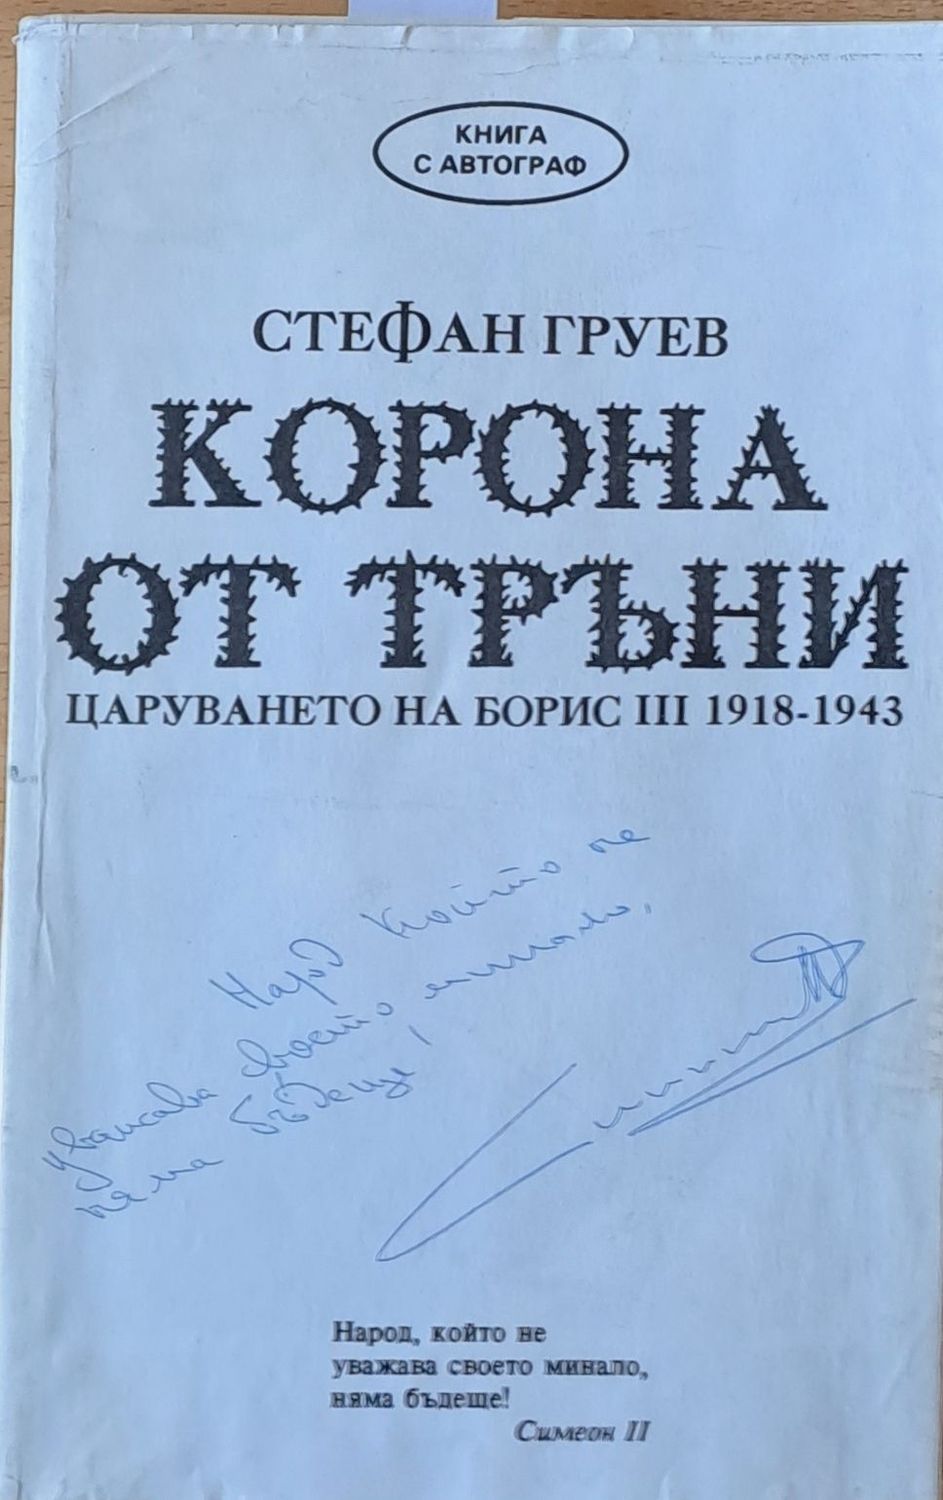 КНИГА
С АВТОГРАФ
СТЕФАН ГРУЕВ
КОРОНА
ОТ ТРЪНИ
ЦАРУВАНЕТО НА БОРИС III 1918-1943
Народ който не
уважава своето минало,
няма бъдеще!
Народ, който не
уважава своето минало,
няма бъдеще!
Симеон II